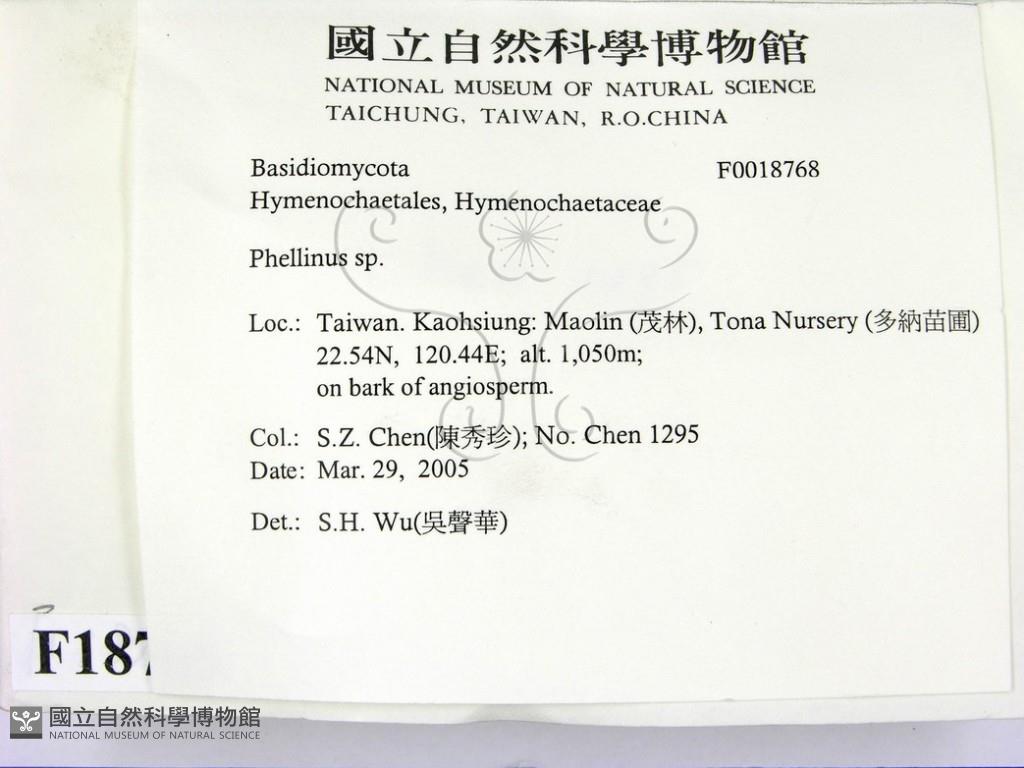 國立自然科學博物館
NATIONAL MUSEUM OF NATURAL SCIENCE
TAICHUNG, TAIWAN, R.O.CHINA
Basidiomycota F0018768
Hymenochaetales, Hymenochaetaceae
Phellinus sp.
Loc.: Taiwan. Kaohsiung: Maolin (茂林), Tona Nursery (多納苗圃)
22.54N, 120.44E; alt. 1,050m;
on bark of angiosperm.
Col.: S.Z. Chen(陳秀珍); No. Chen 1295
Date: Mar. 29, 2005
Det.: S.H. Wu(吳聲華)
F187
國立自然科學博物館
NATIONAL MUSEUM OF NATURAL SCIENCE